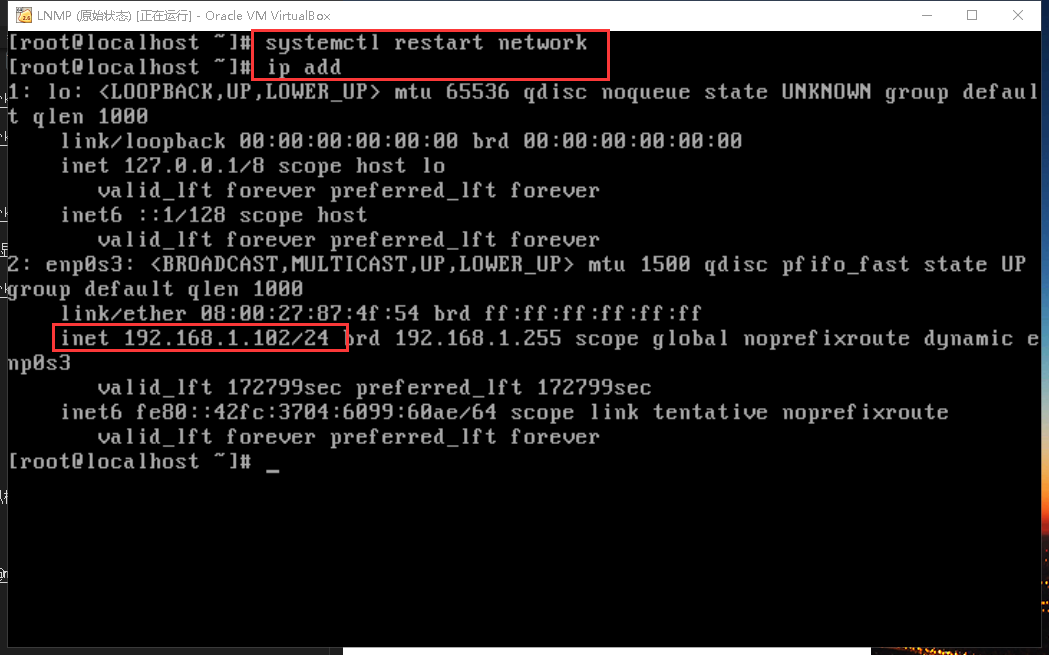 LNMP (原始状态) [正在运行] - Oracle VM VirtualBox
[root@localhost ~]# systemctl restart network
[root@localhost ~]# ip add
1: lo: <LOOPBACK,UP,LOWER_UP> mtu 65536 qdisc noqueue state UNKNOWN group defaul
t qlen 1000
link/loopback 00:00:00:00:00:00 brd 00:00:00:00:00:00
inet 127.0.0.1/8 scope host lo
valid_lft forever preferred_lft forever
inet6 ::1/128 scope host
valid_lft forever preferred_lft forever
2: enp0s3: <BROADCAST,MULTICAST,UP,LOWER_UP> mtu 1500 qdisc pfifo_fast state UP
group default qlen 1000
link/ether 08:00:27:87:4f:54 brd ff:ff:ff:ff:ff:ff
inet 192.168.1.102/24 brd 192.168.1.255 scope global noprefixroute dynamic e
np0s3
valid_lft 172799sec preferred_lft 172799sec
inet6 fe80::42fc:3704:6099:60ae/64 scope link tentative noprefixroute
valid_lft forever preferred_lft forever
[root@localhost ~]# _